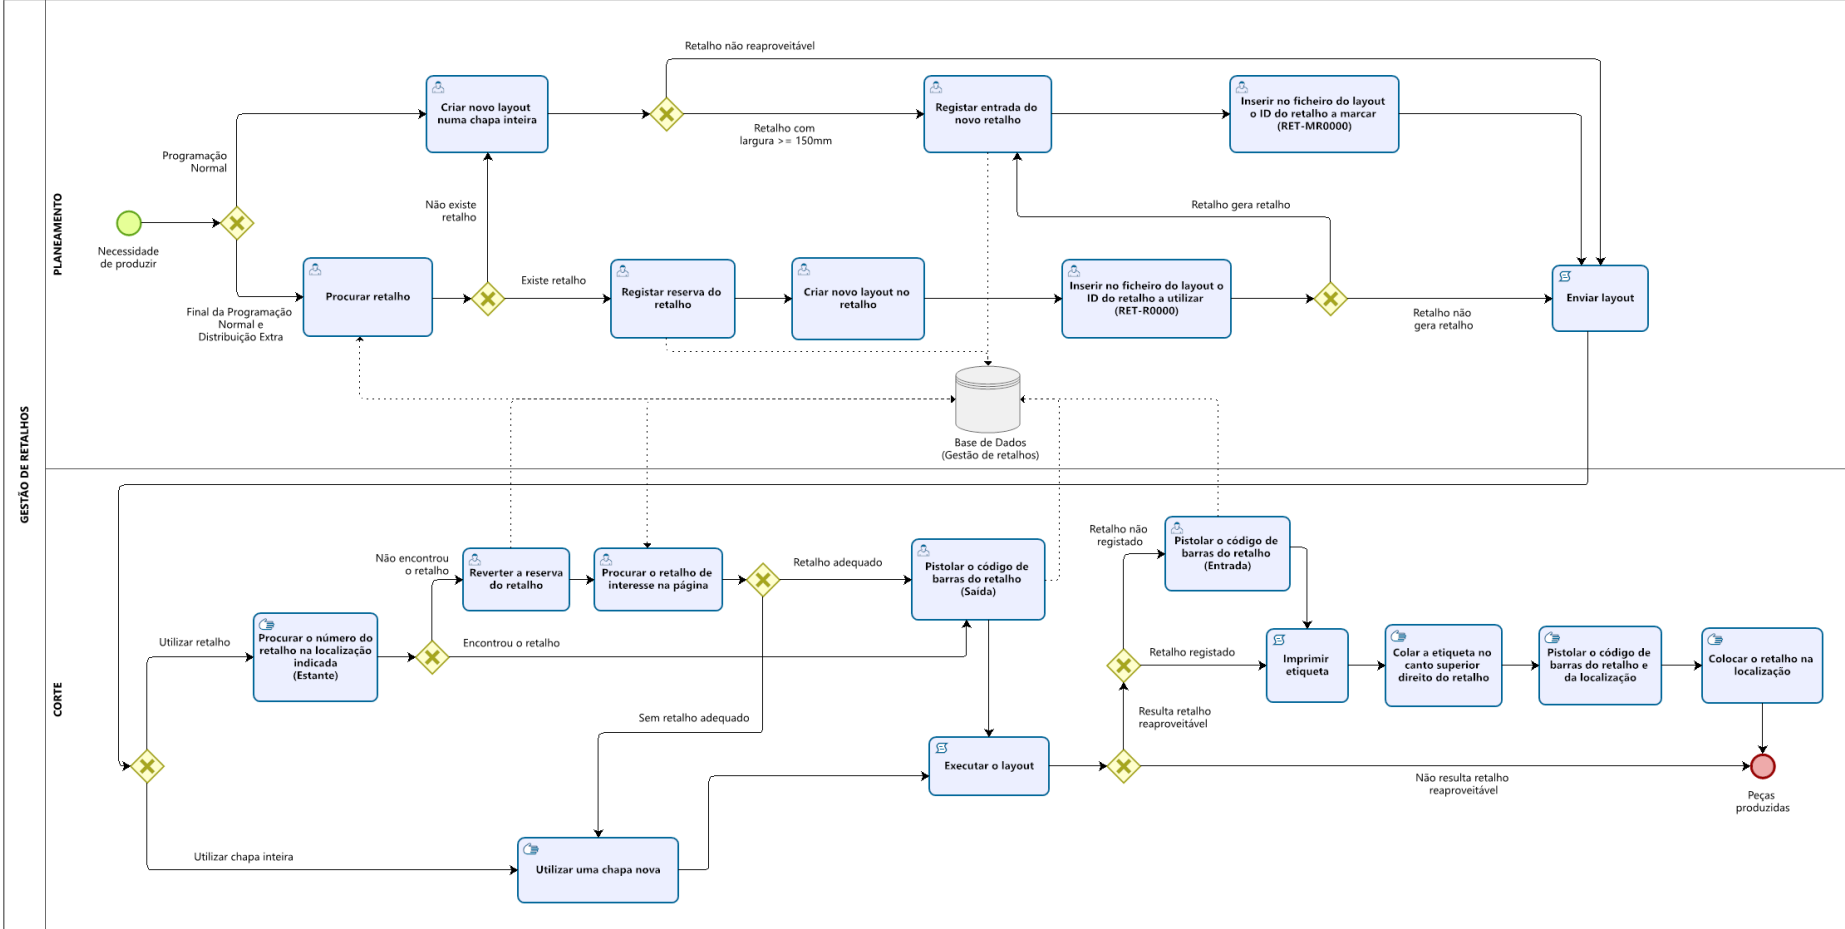 GESTÃO DE RETALHOS
PLANEAMENTO
Necessidade
de produzir
Programação
Normal
Final da Programação
Normal e
Distribuição Extra
Criar novo layout
numa chapa inteira
Procurar retalho
Não existe
retalho
Existe retalho
Retalho não reaproveitável
Retalho com
largura >= 150mm
Registar entrada do
novo retalho
Inserir no ficheiro do layout
o ID do retalho a marcar
(RET-MR0000)
Registar reserva do
retalho
Criar novo layout no
retalho
Inserir no ficheiro do layout o
ID do retalho a utilizar
(RET-R0000)
Retalho gera retalho
Retalho não
gera retalho
Enviar layout
Base de Dados
(Gestão de retalhos)
CORTE
Utilizar retalho
Utilizar chapa inteira
Procurar o número do
retalho na localização
indicada
(Estante)
Não encontrou
o retalho
Encontrou o retalho
Reverter a reserva
do retalho
Procurar o retalho de
interesse na página
Retalho adequado
Sem retalho adequado
Pistolar o código de
barras do retalho
(Saída)
Utilizar uma chapa nova
Executar o layout
Resulta retalho
reaproveitável
Não resulta retalho
reaproveitável
Retalho não
registado
Retalho registado
Pistolar o código de
barras do retalho
(Entrada)
Imprimir
etiqueta
Colar a etiqueta no
canto superior
direito do retalho
Pistolar o código de
barras do retalho e
da localização
Colocar o retalho na
localização
Peças
produzidas